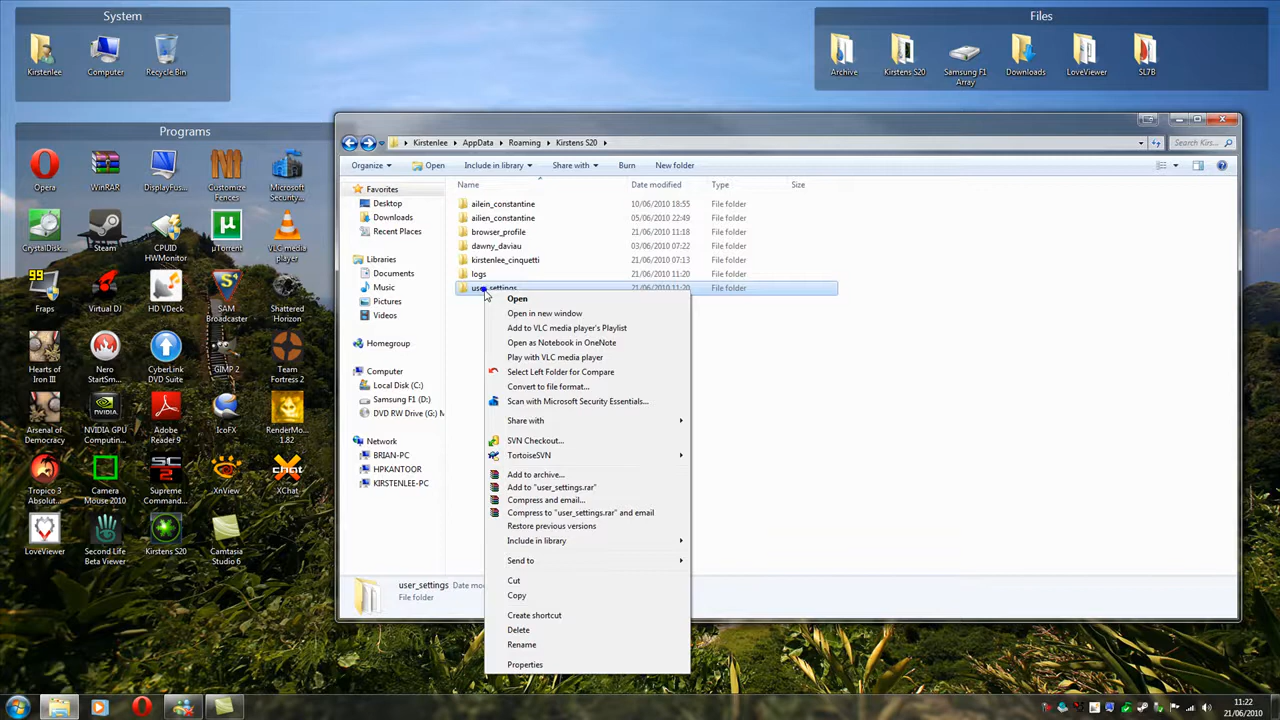 System
Kirstenlee
Computer
Recycle Bin
Files
Archive
Kirstens S20
Samsung F1
Array
Downloads
LoveViewer
SL7B
Programs
Opera
WinRAR
DisplayFus...
Customize
Fences
Microsoft
Security...
CrystalDisk...
Steam
CPUID
HWMonitor
µTorrent
VLC media
player
99
Fraps
Virtual DJ
HD VDeck
SAM
Broadcaster
Shattered
Horizon
Hearts of
Iron III
Nero
StartSm...
CyberLink
DVD Suite
GIMP 2
Team
Fortress 2
Arsenal of
Democracy
NVIDIA GPU
Computin...
Adobe
Reader 9
IcoFX
RenderMo...
1.82
Tropico 3
Absolut...
Camera
Mouse 2010
Supreme
Command...
XnView
XChat
LoveViewer
Second Life
Beta Viewer
Kirstens S20
Camtasia
Studio 6
Kirstenlee
AppData
Roaming
Kirstens S20
Search Kirs...
Organize
Open
Include in library
Share with
Burn
New folder
Favorites
Desktop
Downloads
Recent Places
Libraries
Documents
Music
Pictures
Videos
Homegroup
Computer
Local Disk (C:)
Samsung F1 (D:)
DVD RW Drive (G:) M
Network
BRIAN-PC
HPKANTOOR
KIRSTENLEE-PC
Name Date modified Type Size
ailein_constantine 10/06/2010 18:55 File folder
ailien_constantine 05/06/2010 22:49 File folder
browser_profile 21/06/2010 11:18 File folder
dawny_daviau 03/06/2010 07:22 File folder
kirstenlee_cinquetti 21/06/2010 07:13 File folder
logs 21/06/2010 11:20 File folder
user_settings 21/06/2010 11:20 File folder
Open
Open in new window
Add to VLC media player's Playlist
Open as Notebook in OneNote
Play with VLC media player
Select Left Folder for Compare
Convert to file format...
Scan with Microsoft Security Essentials...
Share with
SVN Checkout...
TortoiseSVN
Add to archive...
Add to "user_settings.rar"
Compress and email...
Compress to "user_settings.rar" and email
Restore previous versions
Include in library
Send to
Cut
Copy
Create shortcut
Delete
Rename
Properties
user_settings Date mo
File folder
11:22
21/06/2010